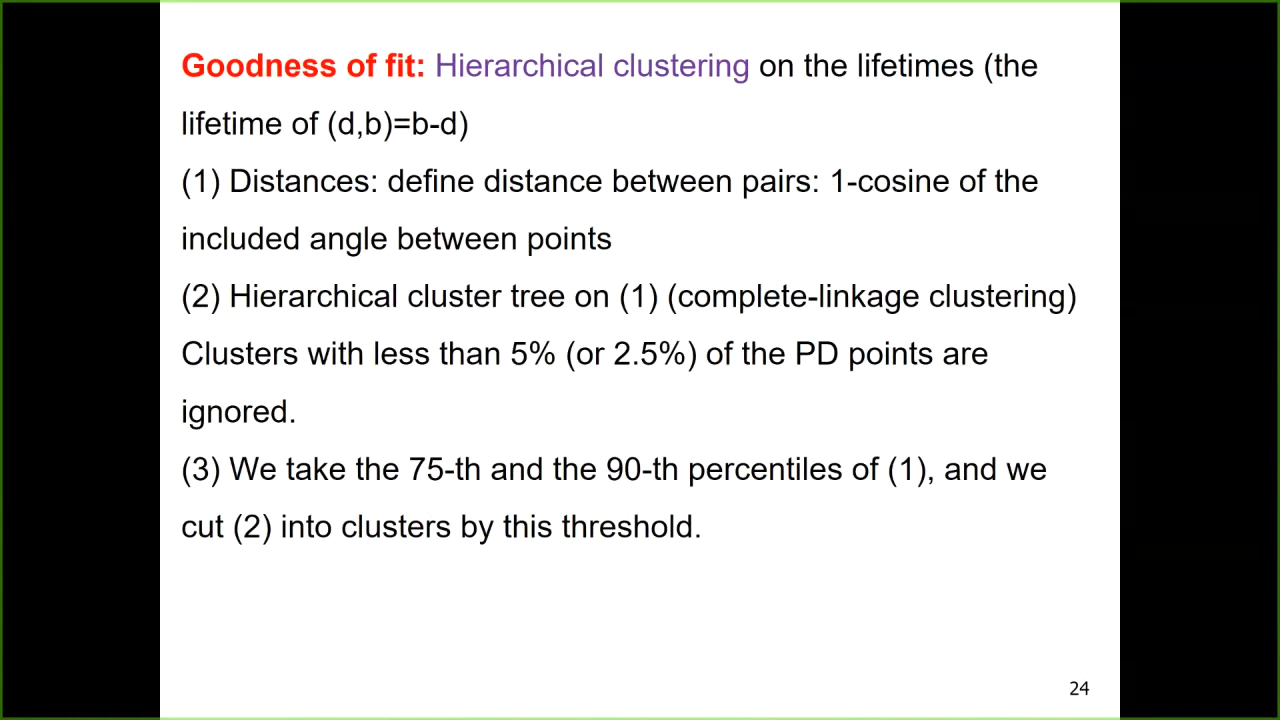 Goodness of fit: Hierarchical clustering on the lifetimes (the
lifetime of (d,b)=b-d)
(1) Distances: define distance between pairs: 1-cosine of the
included angle between points
(2) Hierarchical cluster tree on (1) (complete-linkage clustering)
Clusters with less than 5% (or 2.5%) of the PD points are
ignored.
(3) We take the 75-th and the 90-th percentiles of (1), and we
cut (2) into clusters by this threshold.
24